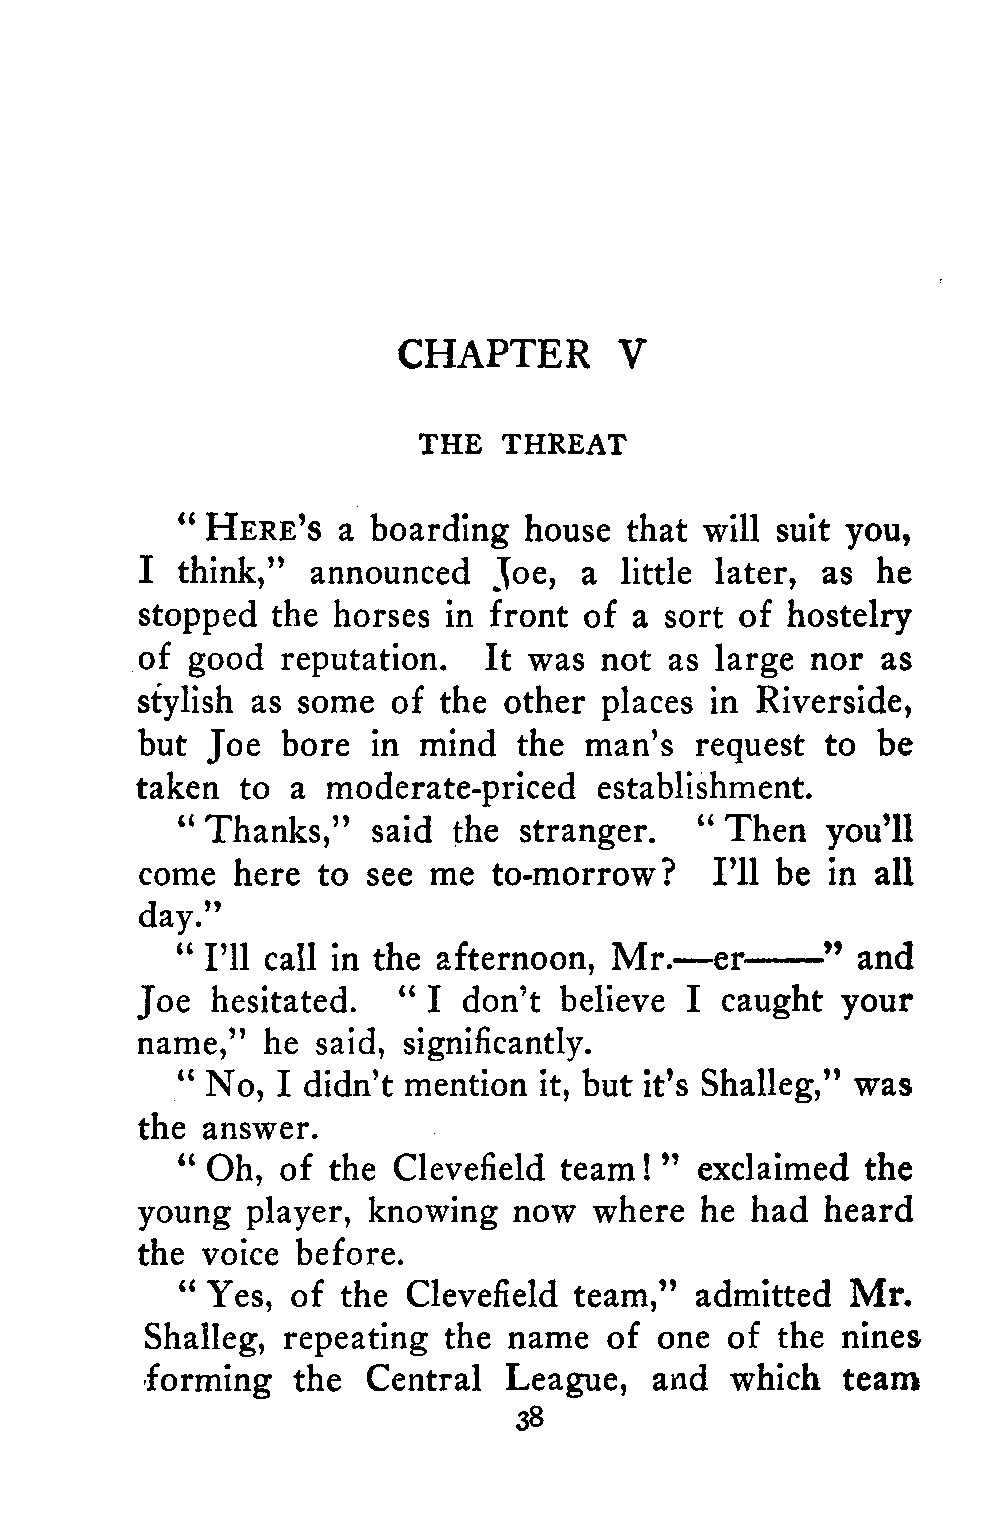 CHAPTER V
THE THREAT
“ HERE’S a boarding house that will suit you,
I think,” announced Joe, a little later, as he
stopped the horses in front of a sort of hostelry
of good reputation. It was not as large nor as
stylish as some of the other places in Riverside,
but Joe bore in mind the man’s request to be
taken to a moderate-priced establishment.
“ Thanks,” said the stranger. “ Then you’ll
come here to see me to-morrow? I’ll be in all
day.”
“ I’ll call in the afternoon, Mr.—er——” and
Joe hesitated. “ I don’t believe I caught your
name,” he said, significantly.
“ No, I didn’t mention it, but it’s Shalleg,” was
the answer.
“ Oh, of the Clevefield team! ” exclaimed the
young player, knowing now where he had heard
the voice before.
“ Yes, of the Clevefield team,” admitted Mr.
Shalleg, repeating the name of one of the nines
forming the Central League, and which team
38